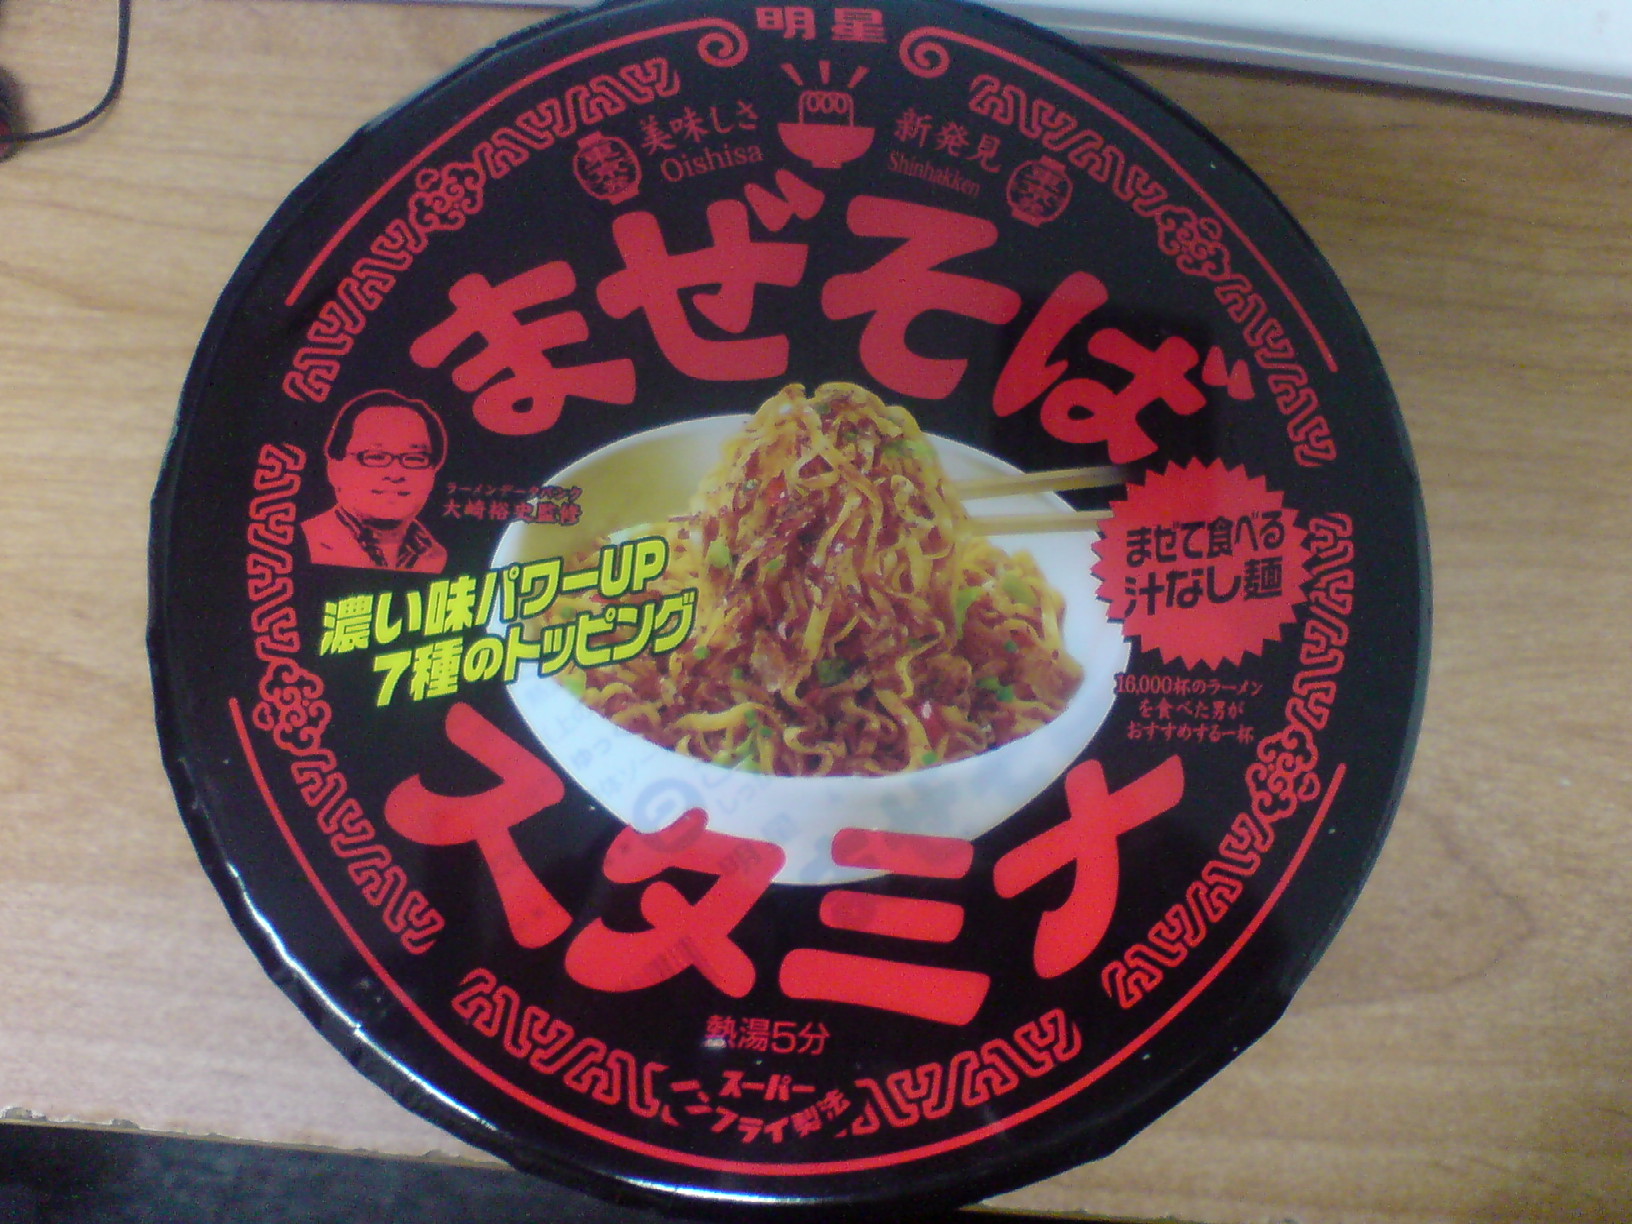 明星
美味しさ
Oishisa
新発見
Shinhakken
まぜそば
ラーメンデータバンク
大崎裕史監修
濃い味パワーUP
7種のトッピング
まぜて食べる
汁なし麺
16,000杯のラーメン
を食べた男が
おすすめする一杯
スタミナ
熱湯5分
スーパー
ノンフライ製法